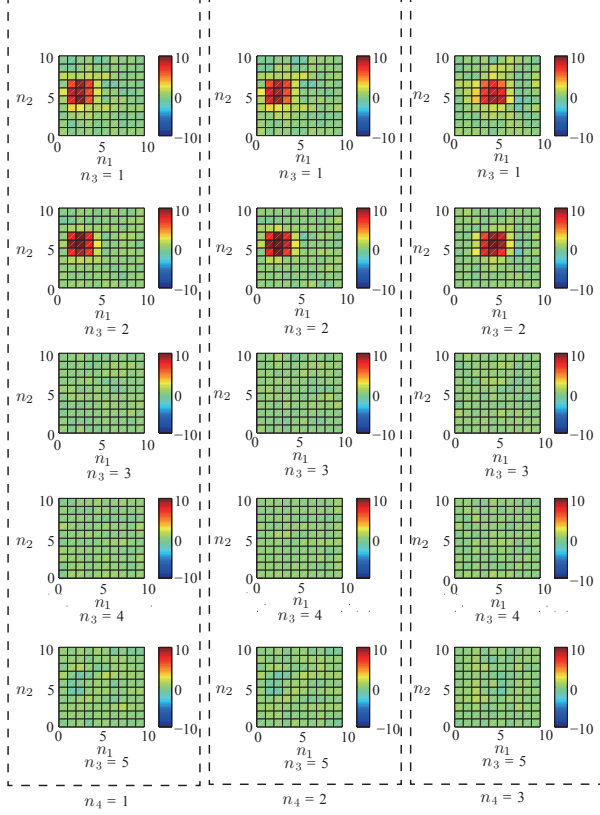 10 10 10 10 10 10
n₂ 5 0 n₂ 5 0 n₂ 5 0
0 −10 0 −10 0 −10
0 5 10 0 5 10 0 5 10
n₁ n₁ n₁
n₃ = 1 n₃ = 1 n₃ = 1
10 10 10 10 10 10
n₂ 5 0 n₂ 5 0 n₂ 5 0
0 −10 0 −10 0 −10
0 5 10 0 5 10 0 5 10
n₁ n₁ n₁
n₃ = 2 n₃ = 2 n₃ = 2
10 10 10 10 10 10
n₂ 5 0 n₂ 5 0 n₂ 5 0
0 −10 0 −10 0 −10
0 5 10 0 5 10 0 5 10
n₁ n₁ n₁
n₃ = 3 n₃ = 3 n₃ = 3
10 10 10 10 10 10
n₂ 5 0 n₂ 5 0 n₂ 5 0
0 −10 0 0 −10
0 5 10 0 5 10 0 5 10
n₁ n₁ n₁
n₃ = 4 n₃ = 4 n₃ = 4
10 10 10 10 10 10
n₂ 5 0 n₂ 5 0 n₂ 5 0
0 0 −10 0
0 5 10 0 5 10 0 5 10
n₁ n₁ n₁
n₃ = 5 n₃ = 5 n₃ = 5
n₄ = 1 n₄ = 2 n₄ = 3